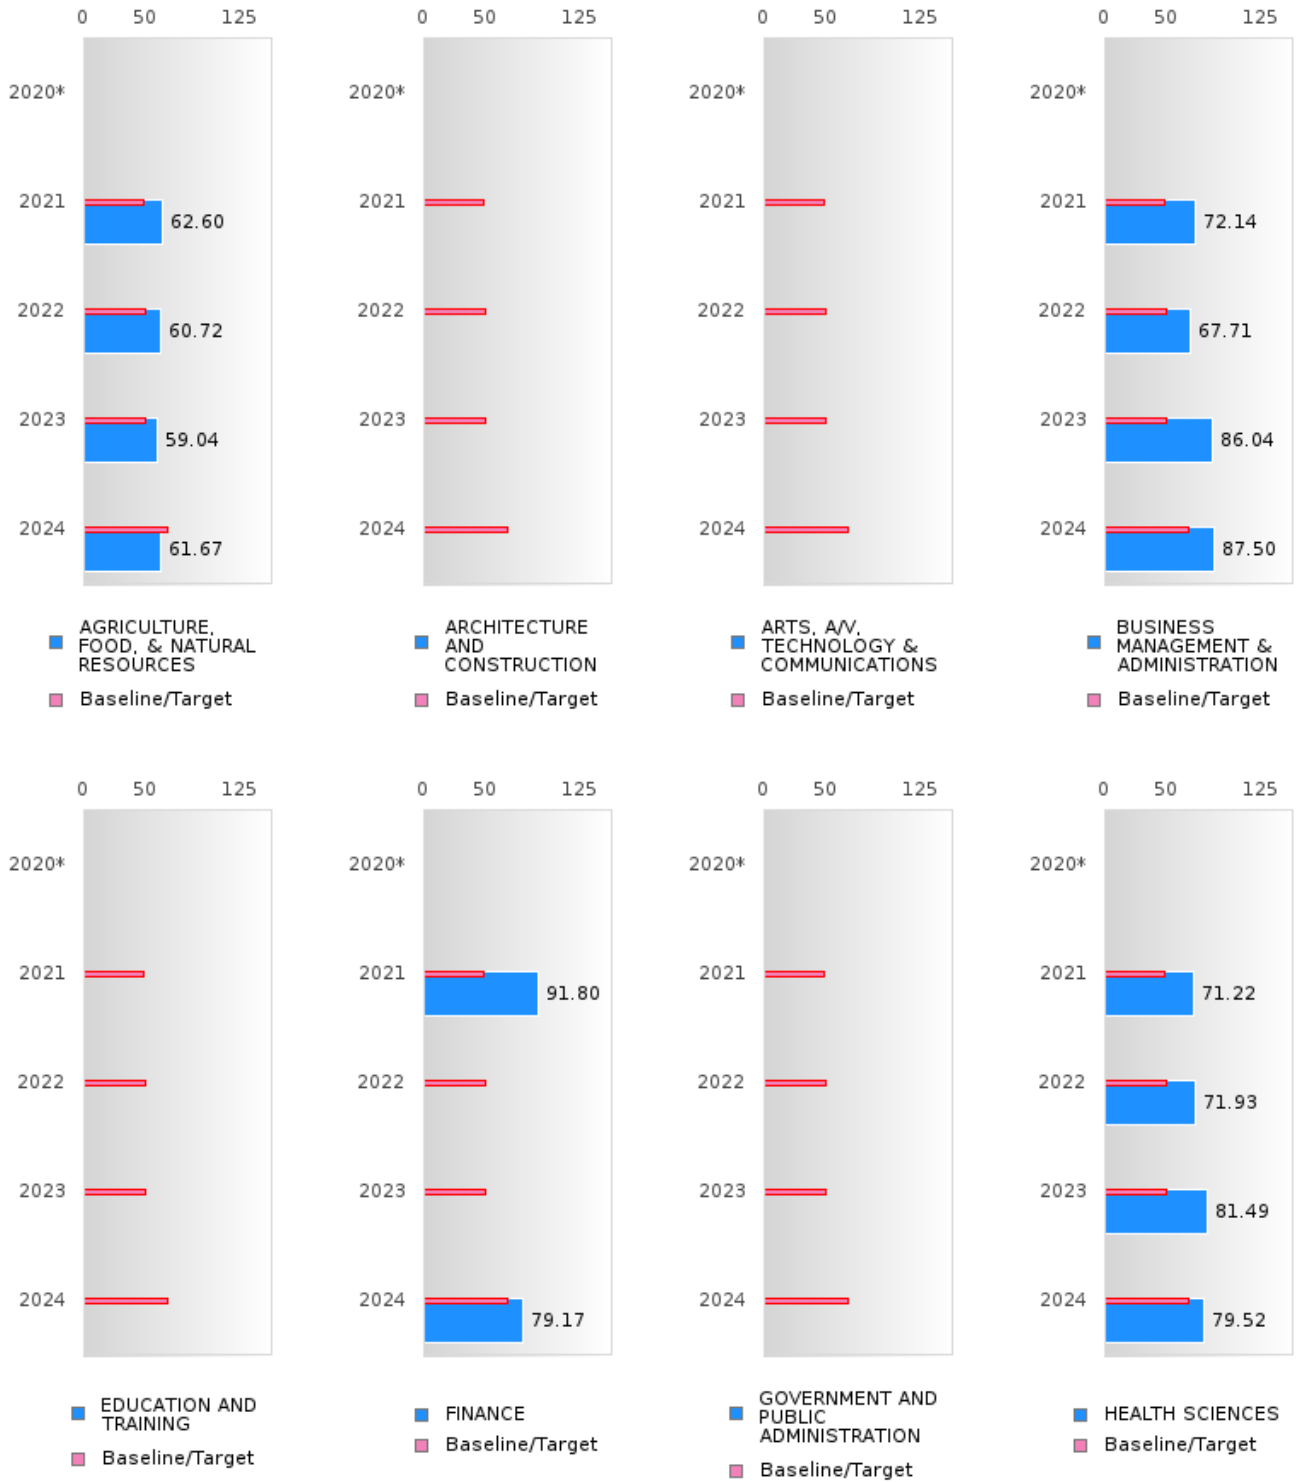 0 50 125
2020*
2021 62.60
2022 60.72
2023 59.04
2024 61.67
AGRICULTURE,
FOOD, & NATURAL
RESOURCES
Baseline/Target
0 50 125
2020*
2021
2022
2023
2024
ARCHITECTURE
AND
CONSTRUCTION
Baseline/Target
0 50 125
2020*
2021
2022
2023
2024
ARTS, A/V,
TECHNOLOGY &
COMMUNICATIONS
Baseline/Target
0 50 125
2020*
2021 72.14
2022 67.71
2023 86.04
2024 87.50
BUSINESS
MANAGEMENT &
ADMINISTRATION
Baseline/Target
0 50 125
2020*
2021
2022
2023
2024
EDUCATION AND
TRAINING
Baseline/Target
0 50 125
2020*
2021 91.80
2022
2023
2024 79.17
FINANCE
Baseline/Target
0 50 125
2020*
2021
2022
2023
2024
GOVERNMENT AND
PUBLIC
ADMINISTRATION
Baseline/Target
0 50 125
2020*
2021 71.22
2022 71.93
2023 81.49
2024 79.52
HEALTH SCIENCES
Baseline/Target